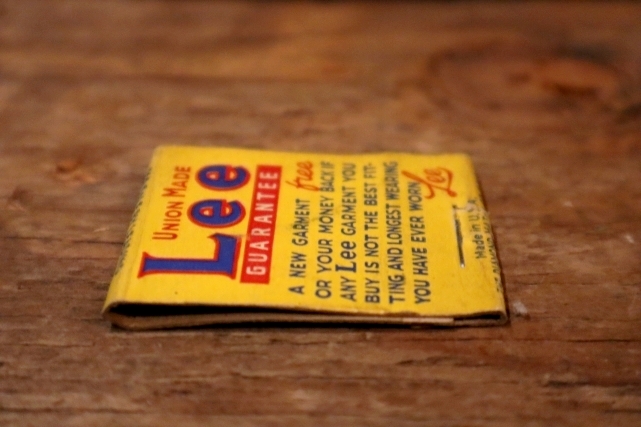 UNION MADE
Lee
GUARANTEE
A NEW GARMENT free
OR YOUR MONEY BACK IF
ANY Lee GARMENT YOU
BUY IS NOT THE BEST FIT-
TING AND LONGEST WEARING
YOU HAVE EVER WORN Lee
Made in U.S.